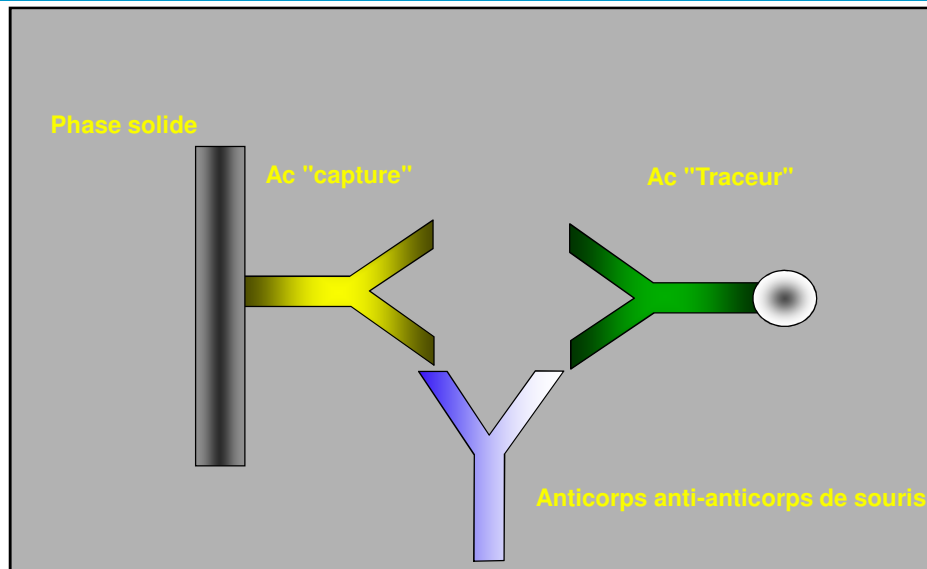 Phase solide
Ac "capture"
Ac "Traceur"
Anticorps anti-anticorps de souris